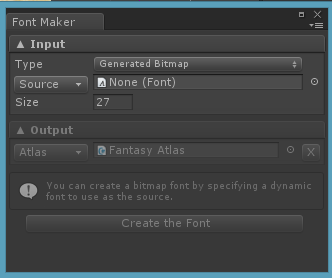 Font Maker
▲ Input
Type Generated Bitmap
Source None (Font)
Size 27
▲ Output
Atlas Fantasy Atlas X
You can create a bitmap font by specifying a dynamic
font to use as the source.
Create the Font